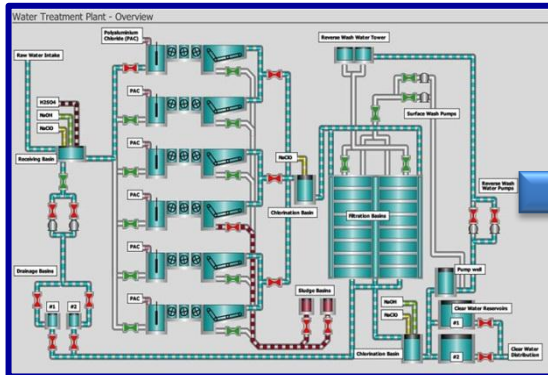 Water Treatment Plant - Overview
Polyaluminium
Chloride (PAC)
Raw Water Intake
H2SO4
NaOH
NaClO
Receiving Basin
PAC
PAC
PAC
PAC
PAC
Drainage Basins
#1
#2
Reverse Wash Water Tower
Surface Wash Pumps
NaClO
Chlorination Basin
Filtration Basins
Reverse Wash
Water Pumps
Sludge Basins
Pump well
NaOH
NaClO
Chlorination Basin
Clear Water Reservoirs
#1
#2
Clear Water
Distribution